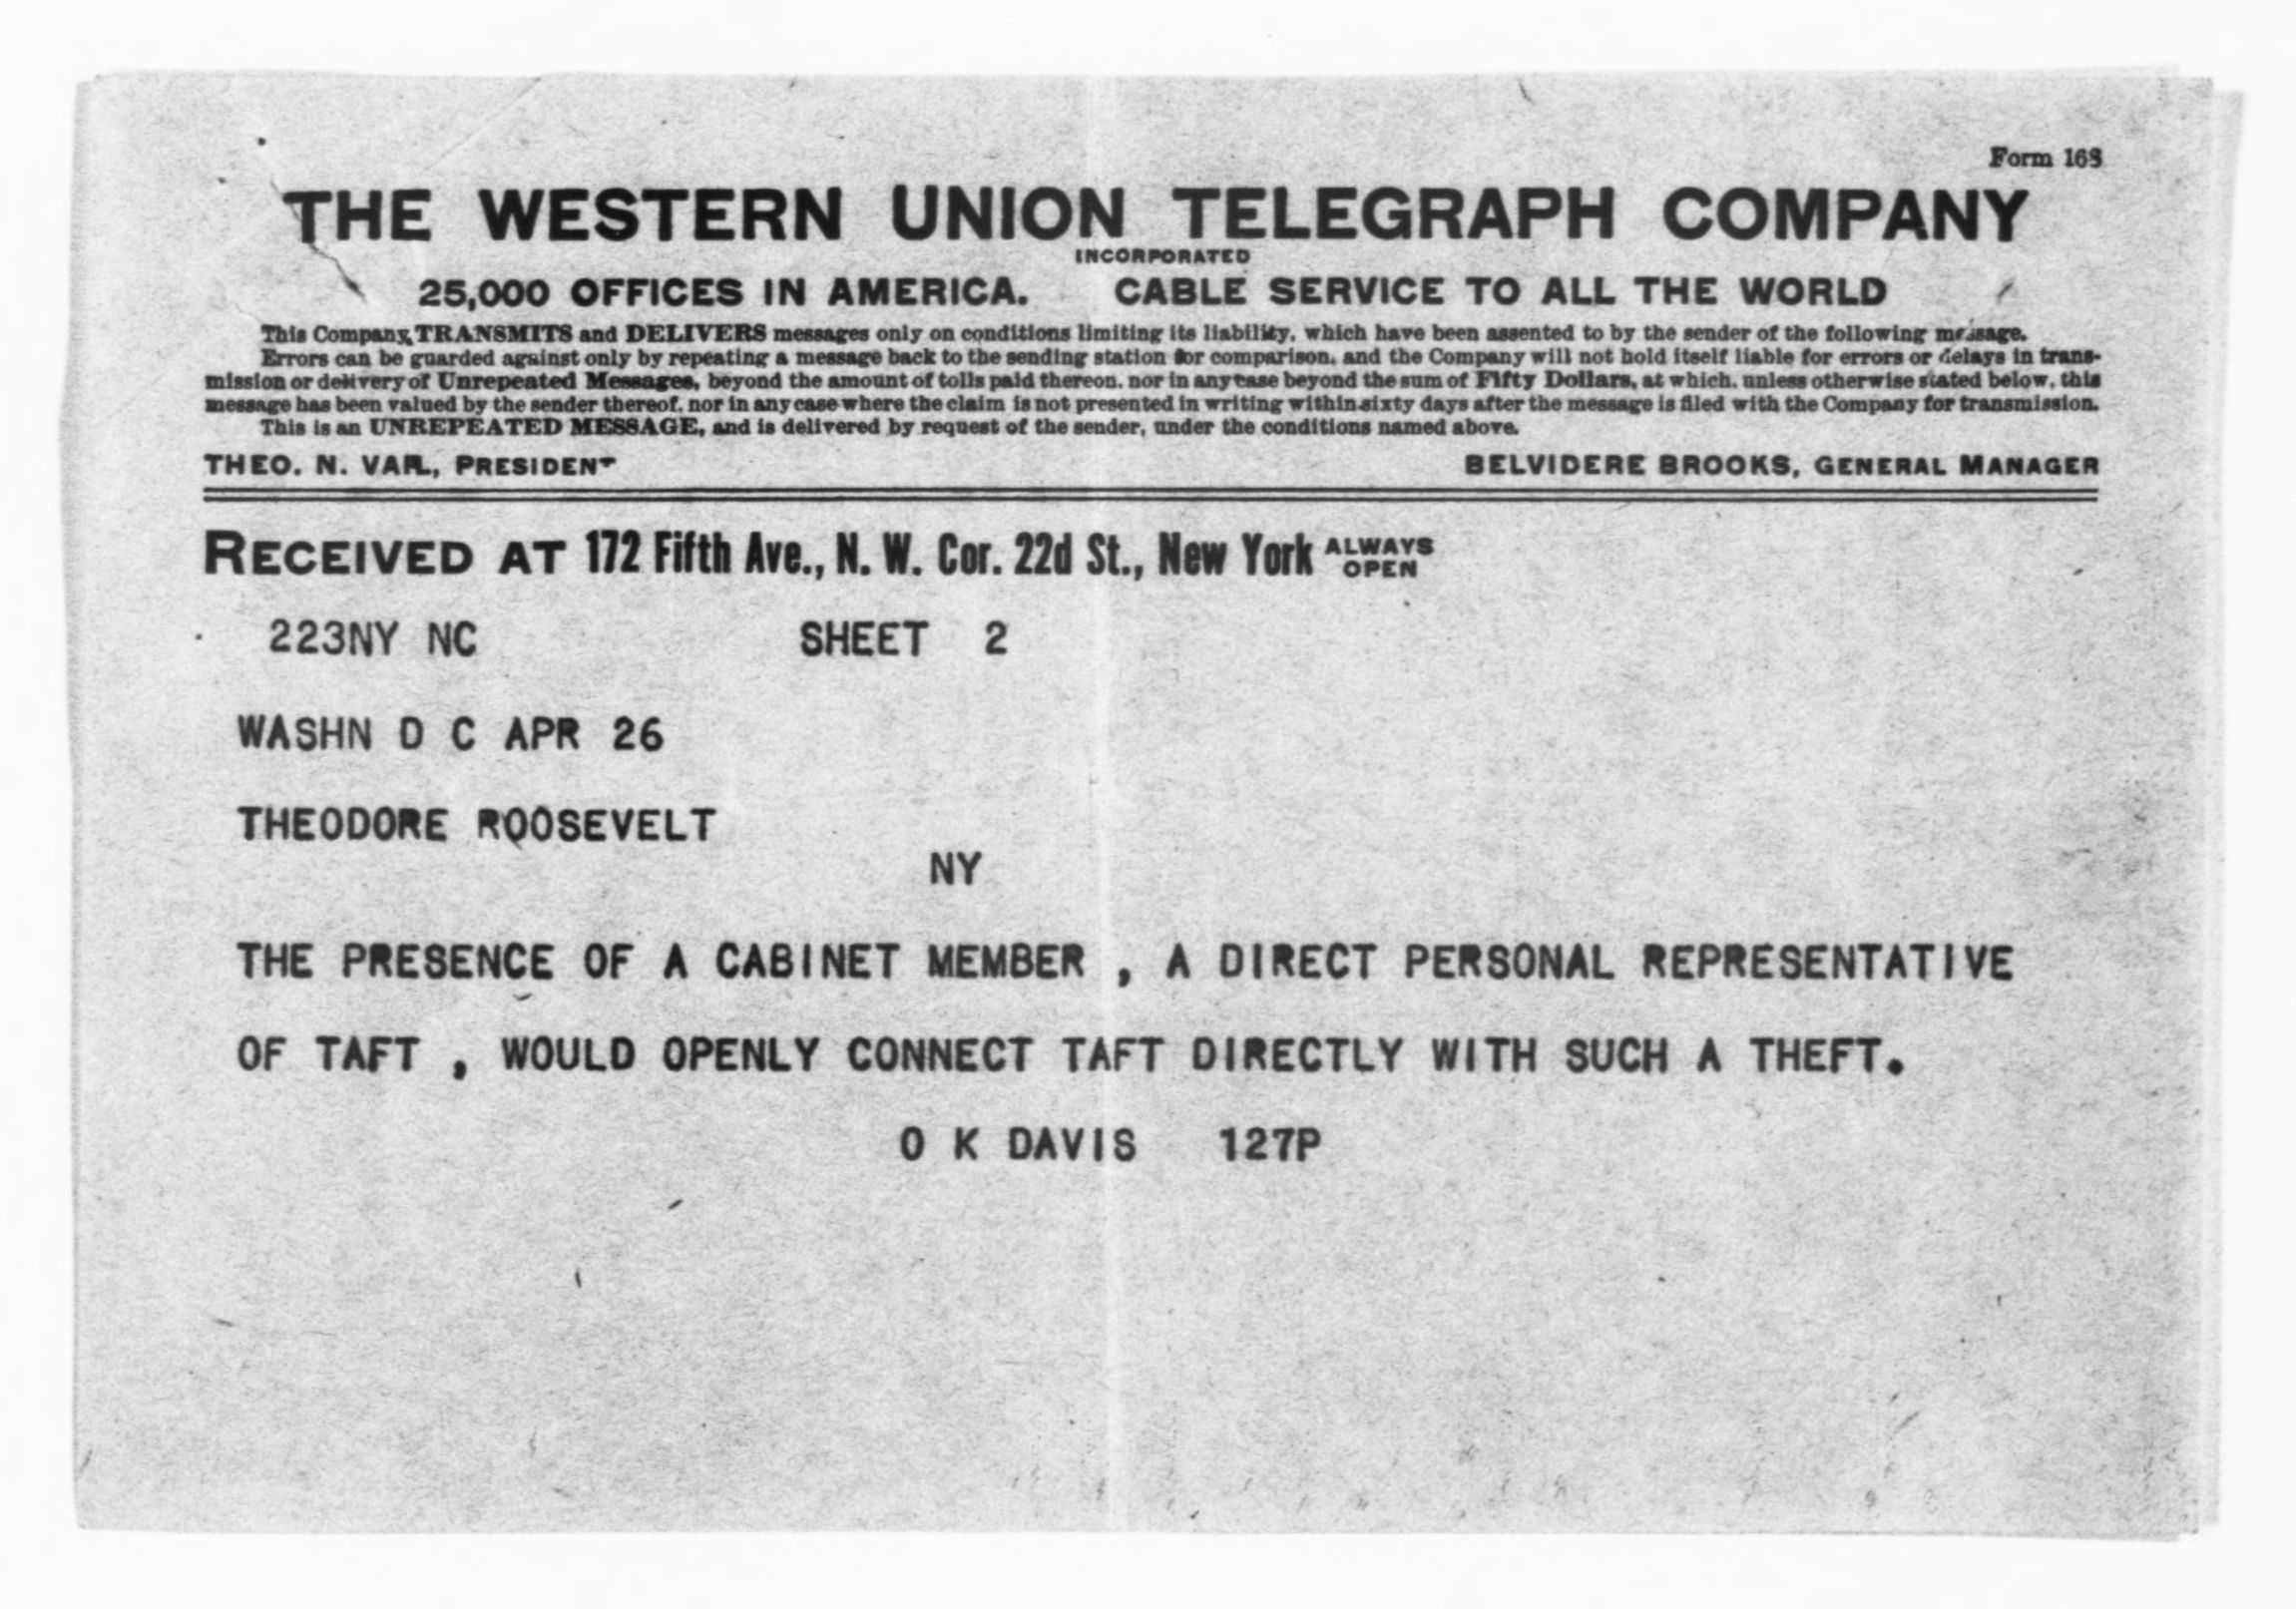 Form 168
THE WESTERN UNION TELEGRAPH COMPANY
INCORPORATED
25,000 OFFICES IN AMERICA. CABLE SERVICE TO ALL THE WORLD
This Company TRANSMITS and DELIVERS messages only on conditions limiting its liability, which have been assented to by the sender of the following message.
Errors can be guarded against only by repeating a message back to the sending station for comparison, and the Company will not hold itself liable for errors or delays in trans-
mission or delivery of Unrepeated Messages, beyond the amount of tolls paid thereon, nor in any case beyond the sum of Fifty Dollars, at which, unless otherwise stated below, this
message has been valued by the sender thereof, nor in any case where the claim is not presented in writing within sixty days after the message is filed with the Company for transmission.
This is an UNREPEATED MESSAGE, and is delivered by request of the sender, under the conditions named above.
THEO. N. VAIL, PRESIDENT BELVIDERE BROOKS, GENERAL MANAGER
RECEIVED AT 172 Fifth Ave., N. W. Cor. 22d St., New York ALWAYS OPEN
223NY NC SHEET 2
WASHN D C APR 26
THEODORE ROOSEVELT
NY
THE PRESENCE OF A CABINET MEMBER , A DIRECT PERSONAL REPRESENTATIVE
OF TAFT , WOULD OPENLY CONNECT TAFT DIRECTLY WITH SUCH A THEFT.
O K DAVIS 127P